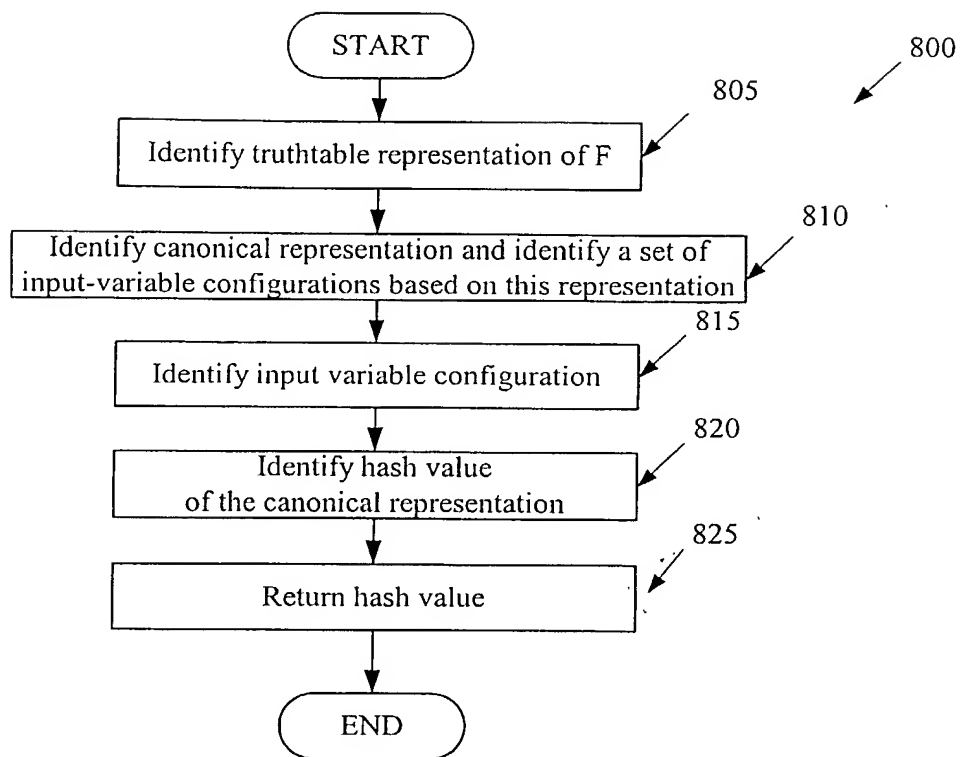 START
800
805
Identify truthtable representation of F
810
Identify canonical representation and identify a set of
input-variable configurations based on this representation
815
Identify input variable configuration
820
Identify hash value
of the canonical representation
825
Return hash value
END